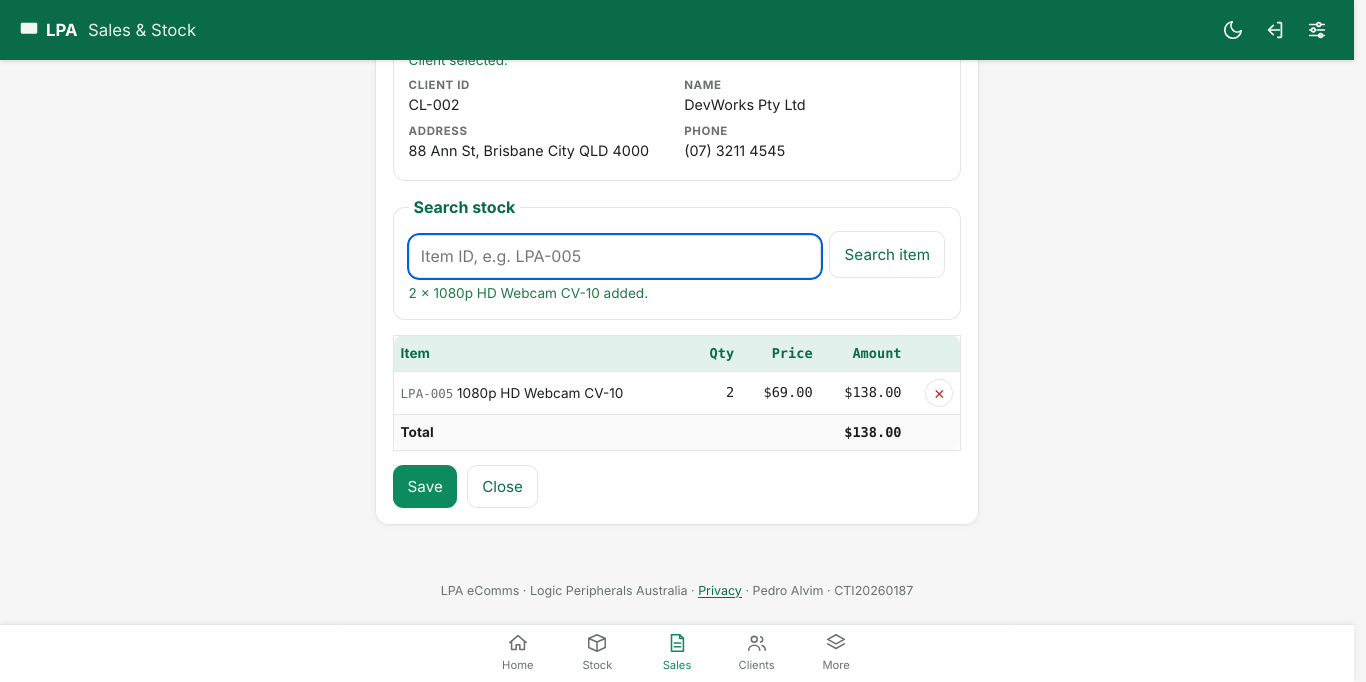 LPA Sales & Stock
Client selected.
CLIENT ID NAME
CL-002 DevWorks Pty Ltd
ADDRESS PHONE
88 Ann St, Brisbane City QLD 4000 (07) 3211 4545
Search stock
Item ID, e.g. LPA-005 Search item
2 × 1080p HD Webcam CV-10 added.
Item Qty Price Amount
LPA-005 1080p HD Webcam CV-10 2 $69.00 $138.00 ×
Total $138.00
Save Close
LPA eComms · Logic Peripherals Australia · Privacy · Pedro Alvim · CTI20260187
Home Stock Sales Clients More